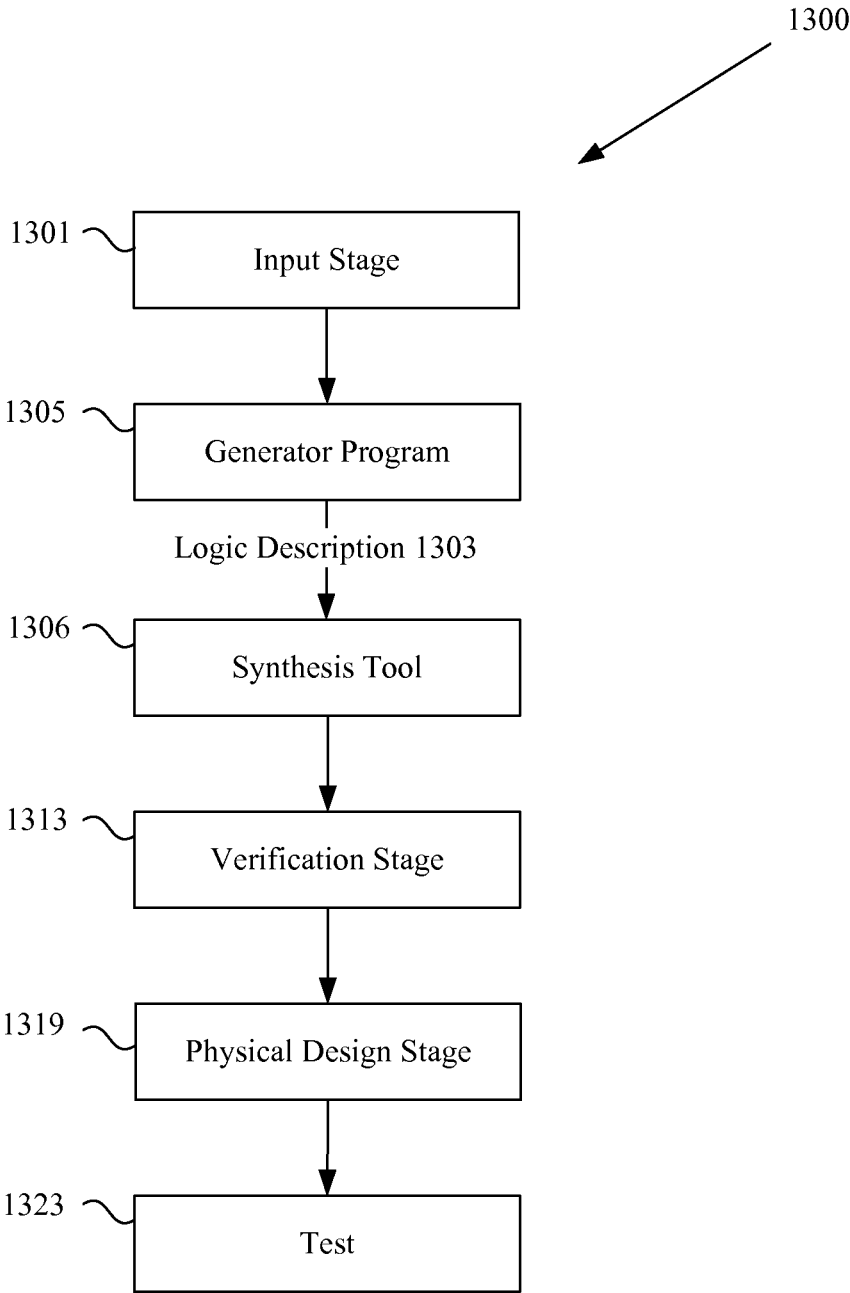 1300
1301
Input Stage
1305
Generator Program
Logic Description 1303
1306
Synthesis Tool
1313
Verification Stage
1319
Physical Design Stage
1323
Test